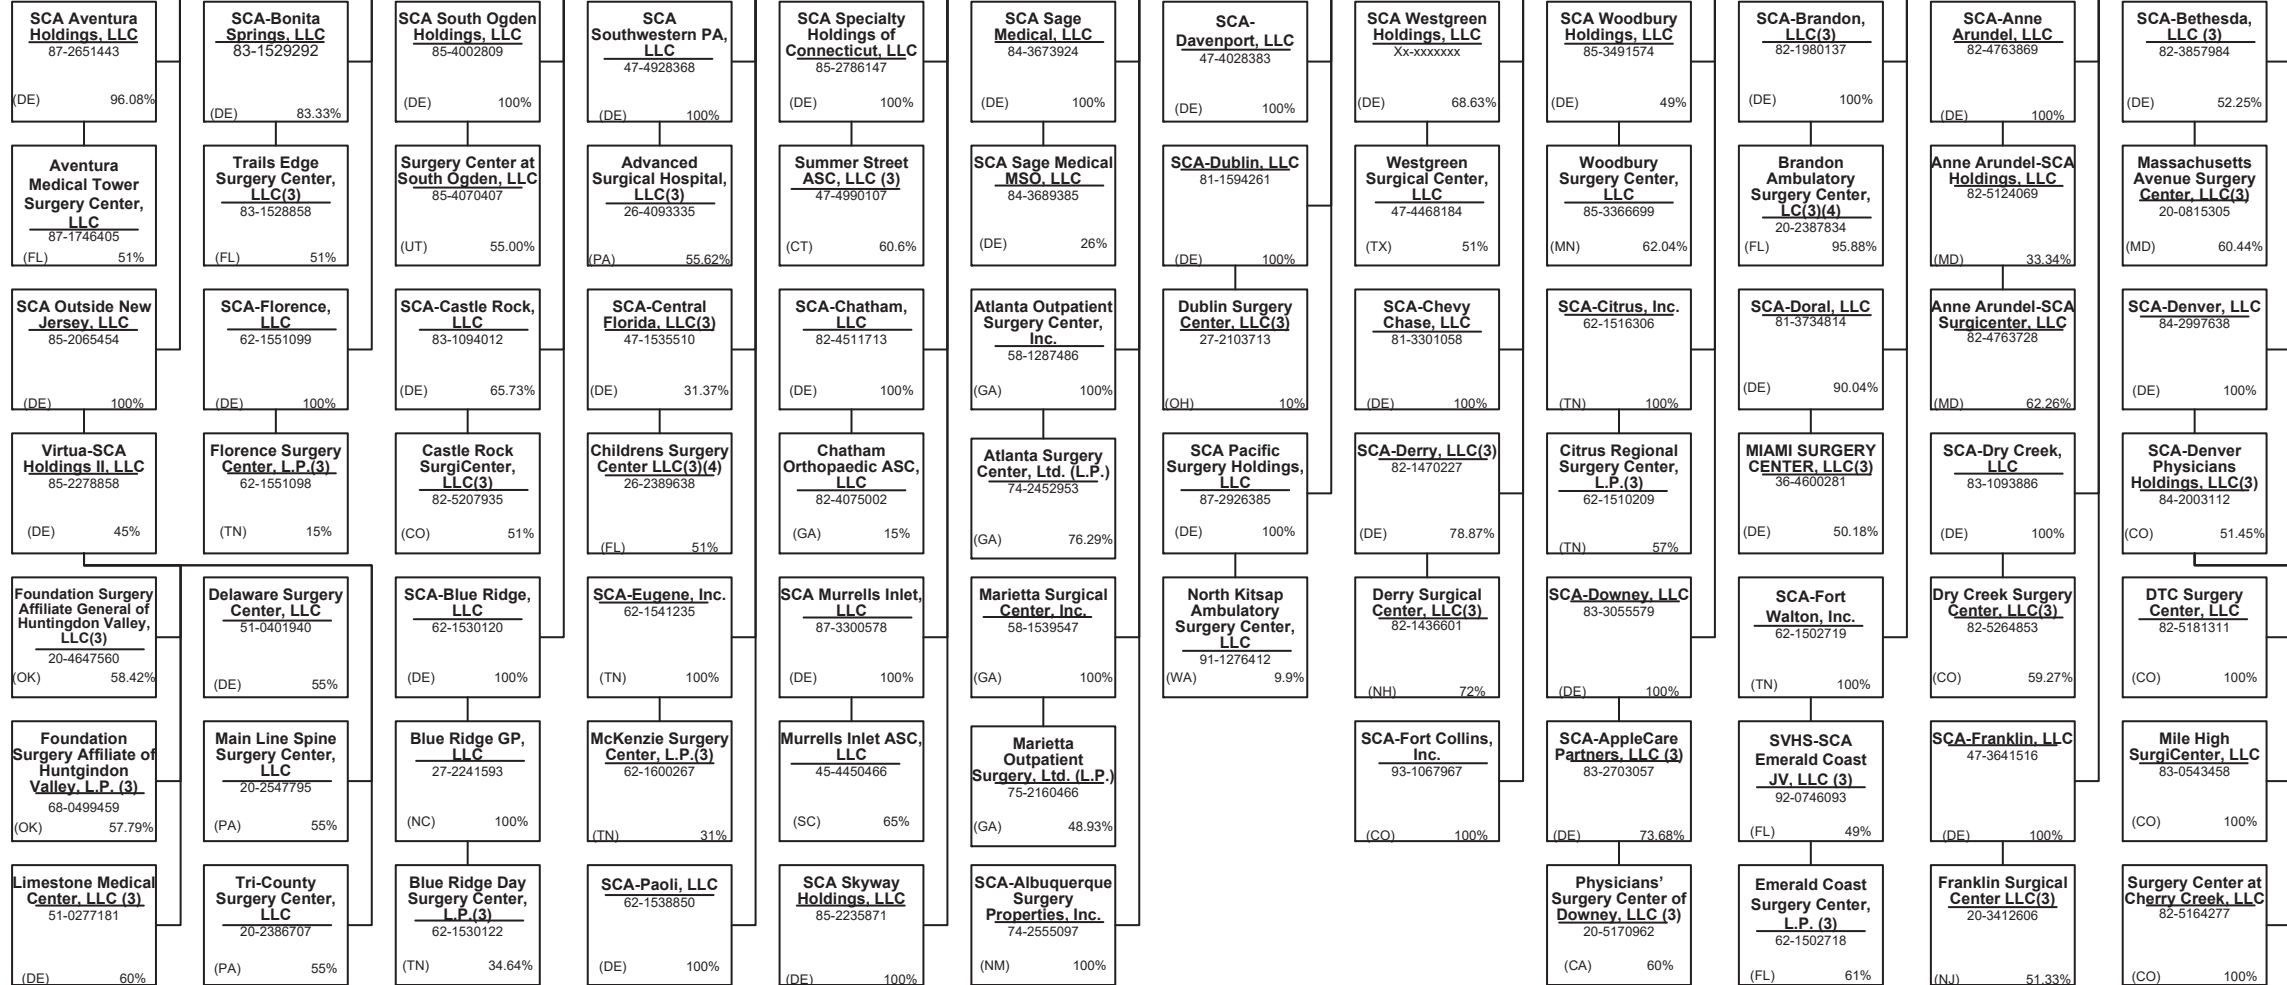 SCA Aventura
Holdings, LLC
87-2651443
(DE) 96.08%
SCA-Bonita
Springs, LLC
83-1529292
(DE) 83.33%
SCA South Ogden
Holdings, LLC
85-4002809
(DE) 100%
SCA
Southwestern PA,
LLC
47-4928368
(DE) 100%
SCA Specialty
Holdings of
Connecticut, LLC
85-2786147
(DE) 100%
SCA Sage
Medical, LLC
84-3673924
(DE) 100%
SCA-
Davenport, LLC
47-4028383
(DE) 100%
SCA Westgreen
Holdings, LLC
Xx-xxxxxxx
(DE) 68.63%
SCA Woodbury
Holdings, LLC
85-3491574
(DE) 49%
SCA-Brandon,
LLC(3)
82-1980137
(DE) 100%
SCA-Anne
Arundel, LLC
82-4763869
(DE) 100%
SCA-Bethesda,
LLC (3)
82-3857984
(DE) 52.25%
Aventura
Medical Tower
Surgery Center,
LLC
87-1746405
(FL) 51%
Trails Edge
Surgery Center,
LLC(3)
83-1528858
(FL) 51%
Surgery Center at
South Ogden, LLC
85-4070407
(UT) 55.00%
Advanced
Surgical Hospital,
LLC(3)
26-4093335
(PA) 55.62%
Summer Street
ASC, LLC (3)
47-4990107
(CT) 60.6%
SCA Sage Medical
MSO, LLC
84-3689385
(DE) 26%
SCA-Dublin, LLC
81-1594261
(DE) 100%
Westgreen
Surgical Center,
LLC
47-4468184
(TX) 51%
Woodbury
Surgery Center,
LLC
85-3366699
(MN) 62.04%
Brandon
Ambulatory
Surgery Center,
LC(3)(4)
20-2387834
(FL) 95.88%
Anne Arundel-SCA
Holdings, LLC
82-5124069
(MD) 33.34%
Massachusetts
Avenue Surgery
Center, LLC(3)
20-0815305
(MD) 60.44%
SCA Outside New
Jersey, LLC
85-2065454
(DE) 100%
SCA-Florence,
LLC
62-1551099
(DE) 100%
SCA-Castle Rock,
LLC
83-1094012
(DE) 65.73%
SCA-Central
Florida, LLC(3)
47-1535510
(DE) 31.37%
SCA-Chatham,
LLC
82-4511713
(DE) 100%
Atlanta Outpatient
Surgery Center,
Inc.
58-1287486
(GA) 100%
Dublin Surgery
Center, LLC(3)
27-2103713
(OH) 10%
SCA-Chevy
Chase, LLC
81-3301058
(DE) 100%
SCA-Citrus, Inc.
62-1516306
(TN) 100%
SCA-Doral, LLC
81-3734814
(DE) 90.04%
Anne Arundel-SCA
Surgicenter, LLC
82-4763728
(MD) 62.26%
SCA-Denver, LLC
84-2997638
(DE) 100%
Virtua-SCA
Holdings II, LLC
85-2278858
(DE) 45%
Florence Surgery
Center, L.P.(3)
62-1551098
(TN) 15%
Castle Rock
SurgiCenter,
LLC(3)
82-5207935
(CO) 51%
Childrens Surgery
Center LLC(3)(4)
26-2389638
(FL) 51%
Chatham
Orthopaedic ASC,
LLC
82-4075002
(GA) 15%
Atlanta Surgery
Center, Ltd. (L.P.)
74-2452953
(GA) 76.29%
SCA Pacific
Surgery Holdings,
LLC
87-2926385
(DE) 100%
SCA-Derry, LLC(3)
82-1470227
(DE) 78.87%
Citrus Regional
Surgery Center,
L.P.(3)
62-1510209
(TN) 57%
MIAMI SURGERY
CENTER, LLC(3)
36-4600281
(DE) 50.18%
SCA-Dry Creek,
LLC
83-1093886
(DE) 100%
SCA-Denver
Physicians
Holdings, LLC(3)
84-2003112
(CO) 51.45%
Foundation Surgery
Affiliate General of
Huntingdon Valley,
LLC(3)
20-4647560
(OK) 58.42%
Delaware Surgery
Center, LLC
51-0401940
(DE) 55%
SCA-Blue Ridge,
LLC
62-1530120
(DE) 100%
SCA-Eugene, Inc.
62-1541235
(TN) 100%
SCA Murrells Inlet,
LLC
87-3300578
(DE) 100%
Marietta Surgical
Center, Inc.
58-1539547
(GA) 100%
North Kitsap
Ambulatory
Surgery Center,
LLC
91-1276412
(WA) 9.9%
Derry Surgical
Center, LLC(3)
82-1436601
(NH) 72%
SCA-Downey, LLC
83-3055579
(DE) 100%
SCA-Fort
Walton, Inc.
62-1502719
(TN) 100%
Dry Creek Surgery
Center, LLC(3)
82-5264853
(CO) 59.27%
DTC Surgery
Center, LLC
82-5181311
(CO) 100%
Foundation
Surgery Affiliate of
Huntgindon
Valley, L.P. (3)
68-0499459
(OK) 57.79%
Main Line Spine
Surgery Center,
LLC
20-2547795
(PA) 55%
Blue Ridge GP,
LLC
27-2241593
(NC) 100%
McKenzie Surgery
Center, L.P.(3)
62-1600267
(TN) 31%
Murrells Inlet ASC,
LLC
45-4450466
(SC) 65%
Marietta
Outpatient
Surgery, Ltd. (L.P.)
75-2160466
(GA) 48.93%
SCA-Fort Collins,
Inc.
93-1067967
(CO) 100%
SCA-AppleCare
Partners, LLC (3)
83-2703057
(DE) 73.68%
SVHS-SCA
Emerald Coast
JV, LLC (3)
92-0746093
(FL) 49%
SCA-Franklin, LLC
47-3641516
(DE) 100%
Mile High
SurgiCenter, LLC
83-0543458
(CO) 100%
Limestone Medical
Center, LLC (3)
51-0277181
(DE) 60%
Tri-County
Surgery Center,
LLC
20-2386707
(PA) 55%
Blue Ridge Day
Surgery Center,
L.P.(3)
62-1530122
(TN) 34.64%
SCA-Paoli, LLC
62-1538850
(DE) 100%
SCA Skyway
Holdings, LLC
85-2235871
(DE) 100%
SCA-Albuquerque
Surgery
Properties, Inc.
74-2555097
(NM) 100%
Physicians’
Surgery Center of
Downey, LLC (3)
20-5170962
(CA) 60%
Emerald Coast
Surgery Center,
L.P. (3)
62-1502718
(FL) 61%
Franklin Surgical
Center LLC(3)
20-3412606
(NJ) 51.33%
Surgery Center at
Cherry Creek, LLC
82-5164277
(CO) 100%